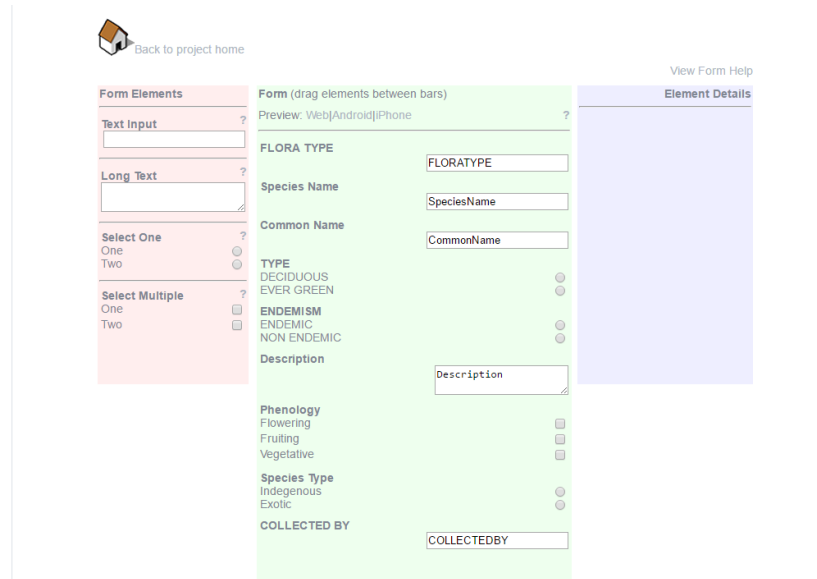 Back to project home
View Form Help
Form Elements
Text Input ?
Long Text ?
Select One ?
One
Two
Select Multiple ?
One
Two
Form (drag elements between bars)
Preview: Web|Android|iPhone ?
FLORA TYPE
FLORATYPE
Species Name
SpeciesName
Common Name
CommonName
TYPE
DECIDUOUS
EVER GREEN
ENDEMISM
ENDEMIC
NON ENDEMIC
Description
Description
Phenology
Flowering
Fruiting
Vegetative
Species Type
Indegenous
Exotic
COLLECTED BY
COLLECTEDBY
Element Details